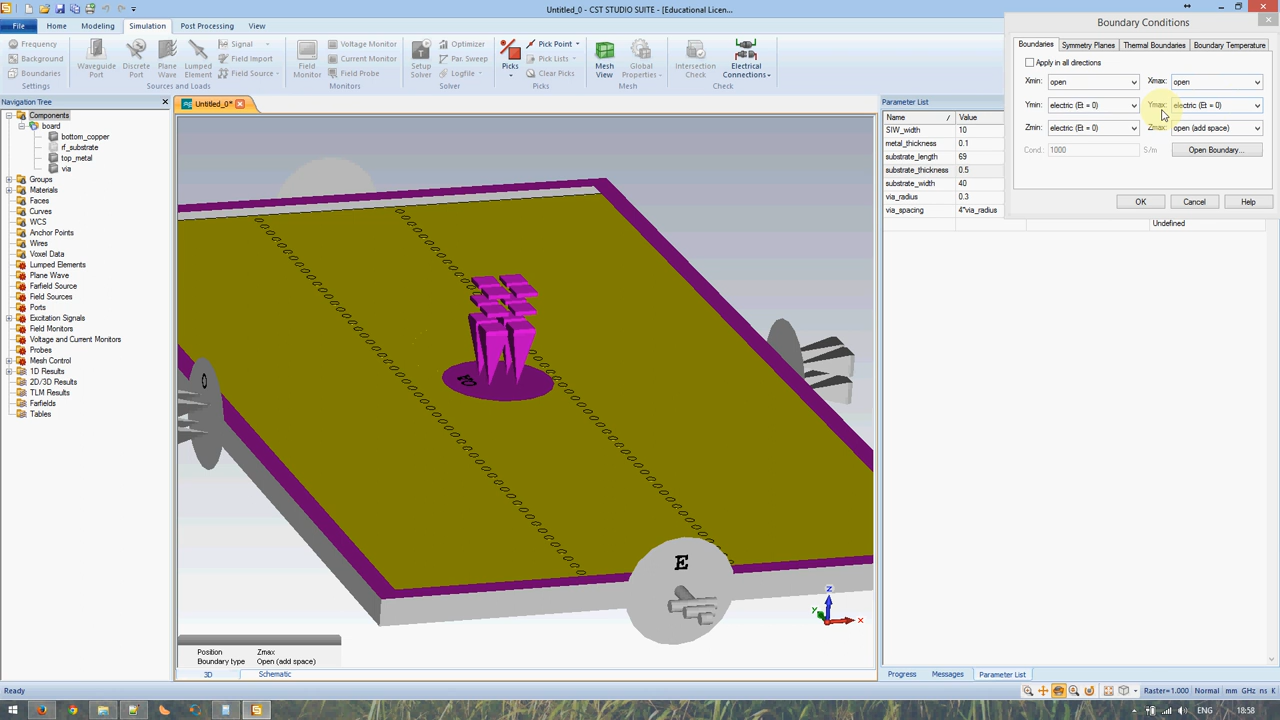 Untitled_0* - CST STUDIO SUITE - [Educational Licen...
File Home Modeling Simulation Post Processing View
Frequency
Background
Boundaries
Settings
Waveguide Port
Discrete Port
Plane Wave
Lumped Element
Signal
Field Import
Field Source
Sources and Loads
Field Monitor
Voltage Monitor
Current Monitor
Field Probe
Monitors
Setup Solver
Optimizer
Par. Sweep
Logfile
Solver
Picks
Pick Point
Pick Lists
Clear Picks
Picks
Mesh View
Global Properties
Mesh
Intersection Check
Electrical Connections
Check
Navigation Tree
Components
board
bottom_copper
rf_substrate
top_metal
via
Groups
Materials
Faces
Curves
WCS
Anchor Points
Wires
Voxel Data
Lumped Elements
Plane Wave
Farfield Source
Field Sources
Ports
Excitation Signals
Field Monitors
Voltage and Current Monitors
Probes
Mesh Control
1D Results
2D/3D Results
TLM Results
Farfields
Tables
Untitled_0*
O
E
z
y
x
Position Zmax
Boundary type Open (add space)
3D Schematic
Parameter List
Name / Value
SIW_width 10
metal_thickness 0.1
substrate_length 69
substrate_thickness 0.5
substrate_width 40
via_radius 0.3
via_spacing 4*via_radius
Undefined
Boundary Conditions
Boundaries Symmetry Planes Thermal Boundaries Boundary Temperature
Apply in all directions
Xmin: open Xmax: open
Ymin: electric (Et = 0) Ymax: electric (Et = 0)
Zmin: electric (Et = 0) Zmax: open (add space)
Cond.: 1000 S/m Open Boundary...
OK Cancel Help
Progress Messages Parameter List
Ready Raster=1.000 Normal mm GHz ns K
ENG 18:58